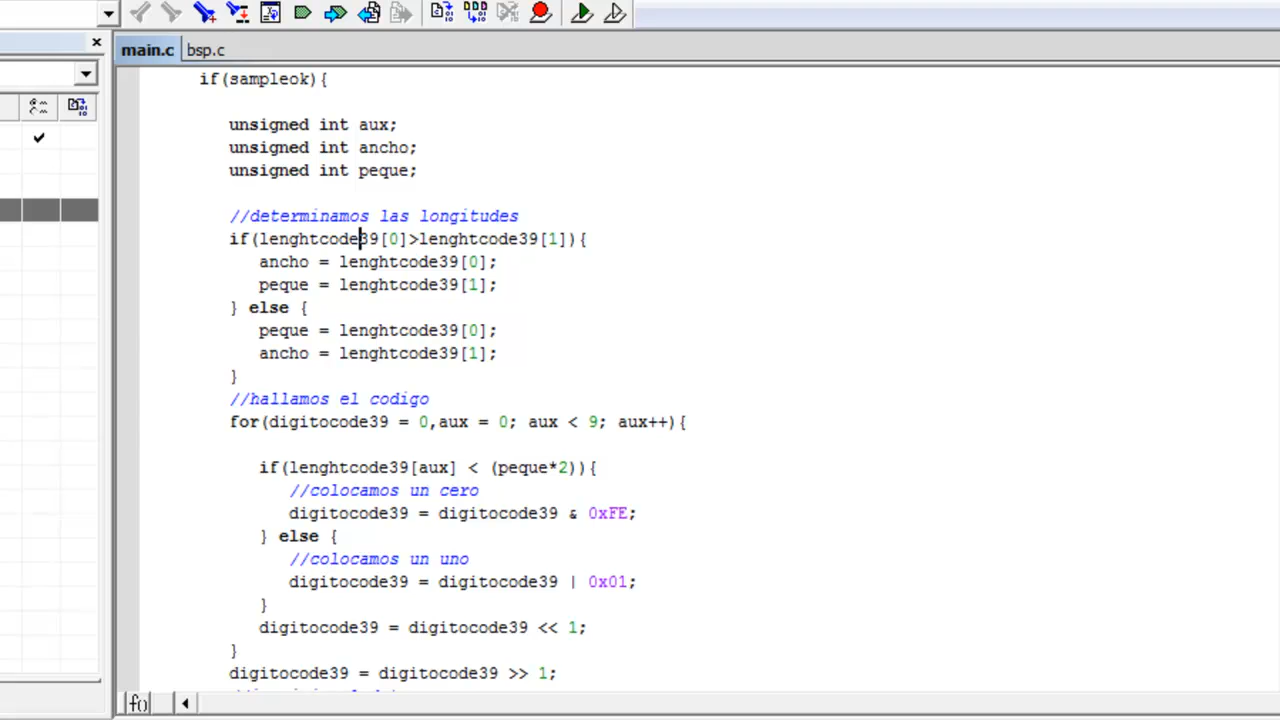 main.c bsp.c
if(sampleok){
unsigned int aux;
unsigned int ancho;
unsigned int peque;
//determinamos las longitudes
if(lenghtcode39[0]>lenghtcode39[1]){
ancho = lenghtcode39[0];
peque = lenghtcode39[1];
} else {
peque = lenghtcode39[0];
ancho = lenghtcode39[1];
}
//hallamos el codigo
for(digitocode39 = 0,aux = 0; aux < 9; aux++){
if(lenghtcode39[aux] < (peque*2)){
//colocamos un cero
digitocode39 = digitocode39 & 0xFE;
} else {
//colocamos un uno
digitocode39 = digitocode39 | 0x01;
}
digitocode39 = digitocode39 << 1;
}
digitocode39 = digitocode39 >> 1;
f()